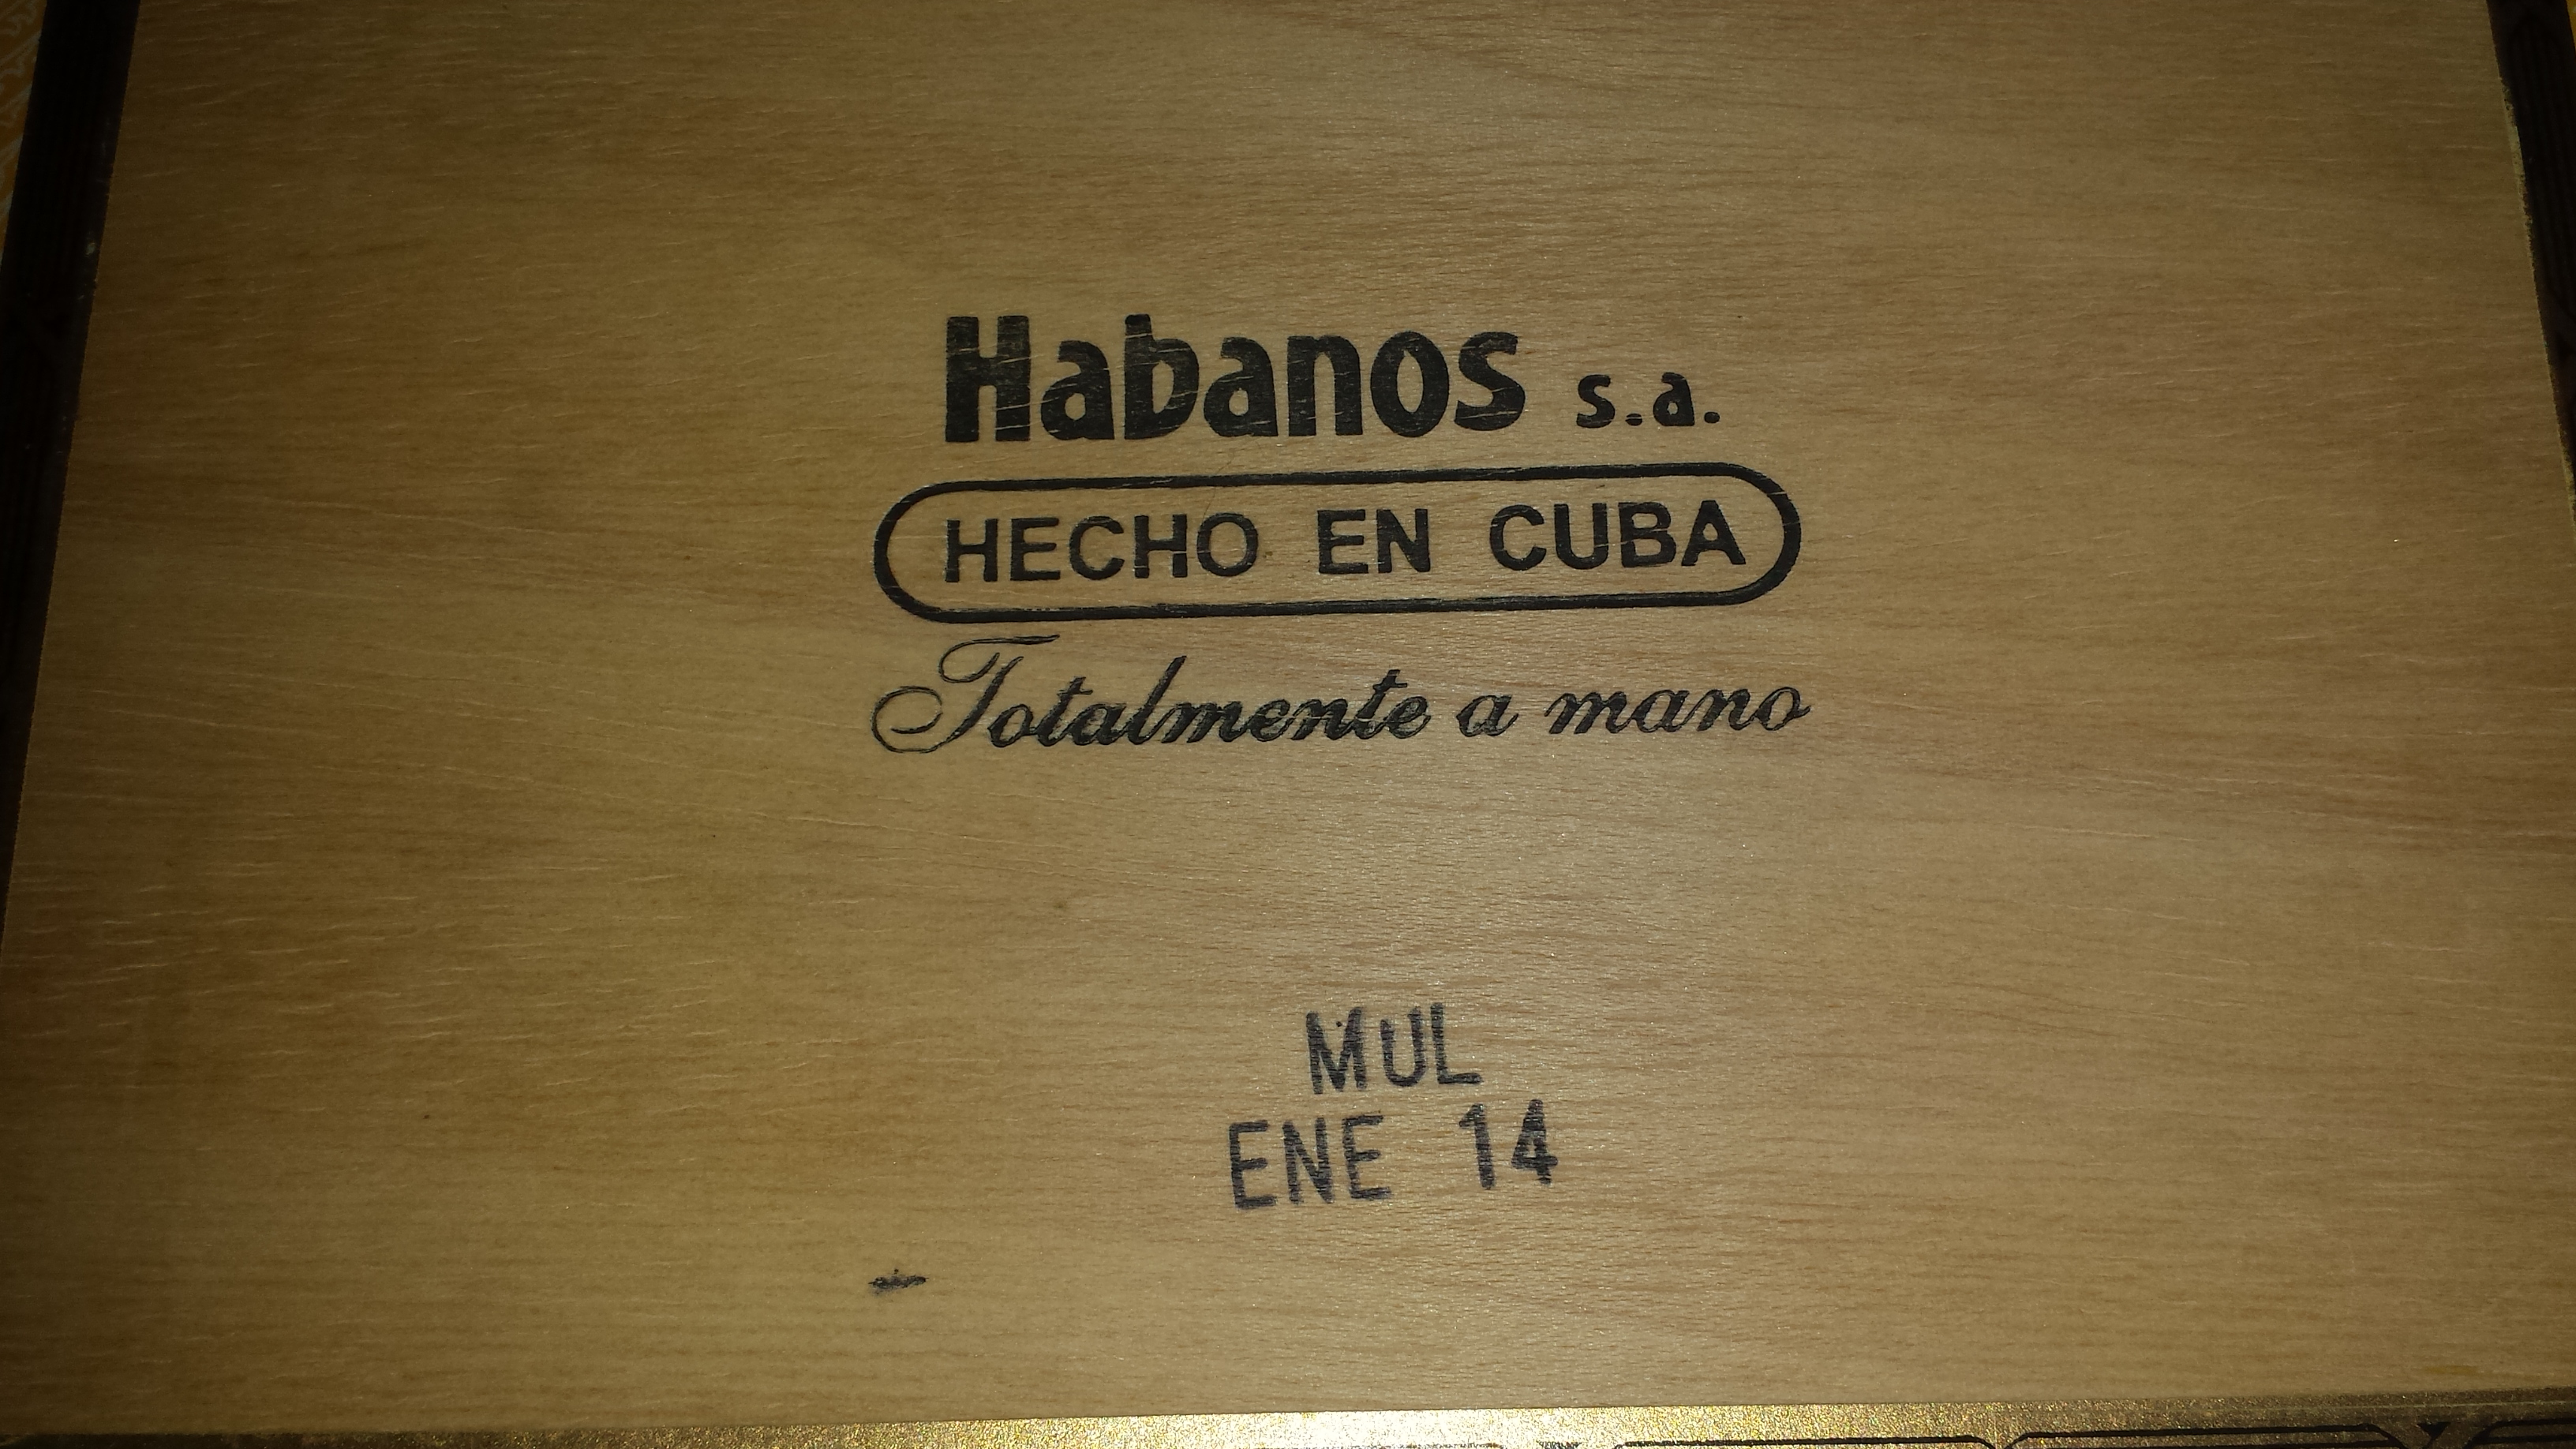 Habanos s.a.
HECHO EN CUBA
Totalmente a mano
MUL
ENE 14